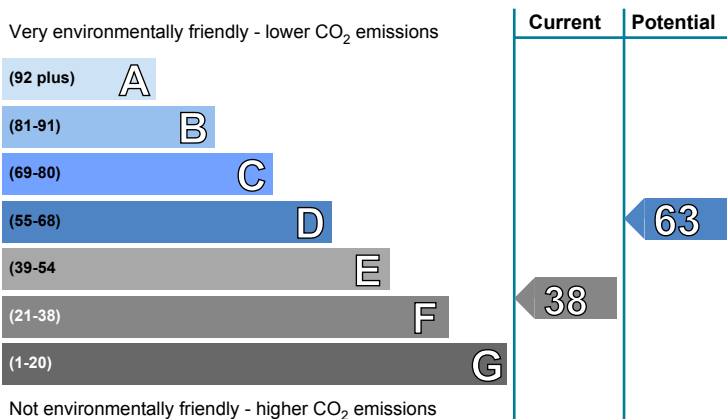 Current Potential
Very environmentally friendly - lower CO2 emissions
(92 plus) A
(81-91) B
(69-80) C
(55-68) D
63
(39-54 E
38
(21-38) F
(1-20) G
Not environmentally friendly - higher CO2 emissions